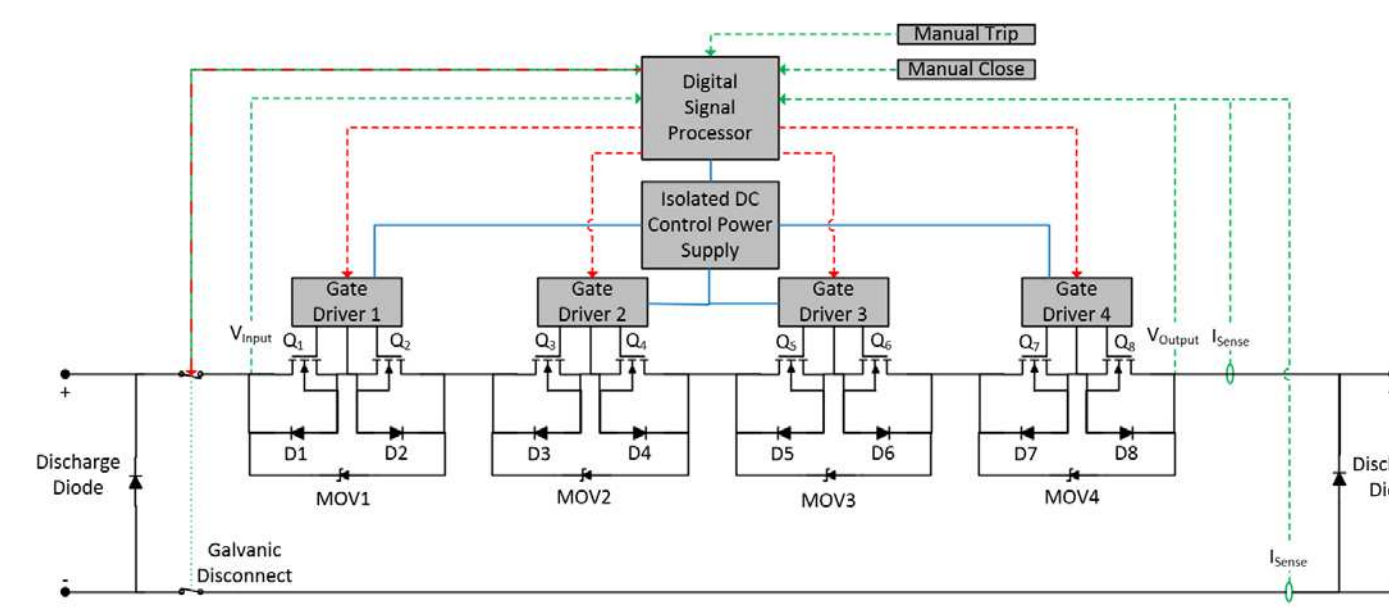 Manual Trip
Manual Close
Digital
Signal
Processor
Isolated DC
Control Power
Supply
Gate
Driver 1
Gate
Driver 2
Gate
Driver 3
Gate
Driver 4
VInput
Q1
Q2
Q3
Q4
Q5
Q6
Q7
Q8
VOutput
ISense
+
D1
D2
D3
D4
D5
D6
D7
D8
MOV1
MOV2
MOV3
MOV4
Discharge
Diode
Disch
Di
Galvanic
Disconnect
ISense
-